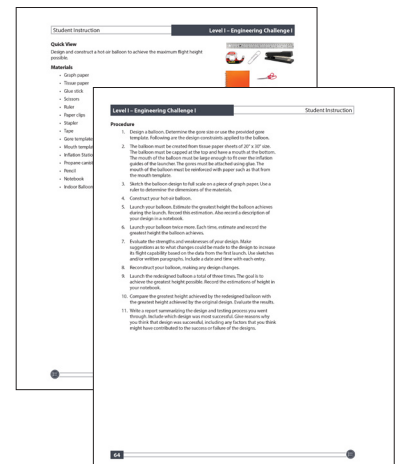 Student Instruction
Level I – Engineering Challenge I
Quick View
Design and construct a hot-air balloon to achieve the maximum flight height
possible.
Materials
• Graph paper
• Tissue paper
• Glue stick
• Scissors
• Ruler
• Paper clips
• Stapler
• Tape
• Gore template
• Mouth templat
• Inflation Statio
• Propane canist
• Pencil
• Notebook
• Indoor Balloon
Level I – Engineering Challenge I
Student Instruction
Procedure
1. Design a balloon. Determine the gore size or use the provided gore
template. Following are the design constraints applied to the balloon.
2. The balloon must be created from tissue paper sheets of 20" x 30" size.
The balloon must be capped at the top and have a mouth at the bottom.
The mouth of the balloon must be large enough to fit over the inflation
guides of the launcher. The gores must be attached using glue. The
mouth of the balloon must be reinforced with paper such as that from
the mouth template.
3. Sketch the balloon design to full scale on a piece of graph paper. Use a
ruler to determine the dimensions of the materials.
4. Construct your hot-air balloon.
5. Launch your balloon. Estimate the greatest height the balloon achieves
during the launch. Record this estimation. Also record a description of
your design in a notebook.
6. Launch your balloon twice more. Each time, estimate and record the
greatest height the balloon achieves.
7. Evaluate the strengths and weaknesses of your design. Make
suggestions as to what changes could be made to the design to increase
its flight capability based on the data from the first launch. Use sketches
and/or written paragraphs. Include a date and time with each entry.
8. Reconstruct your balloon, making any design changes.
9. Launch the redesigned balloon a total of three times. The goal is to
achieve the greatest height possible. Record the estimations of height in
your notebook.
10. Compare the greatest height achieved by the redesigned balloon with
the greatest height achieved by the original design. Evaluate the results.
11. Write a report summarizing the design and testing process you went
through. Include which design was most successful. Give reasons why
you think that design was successful, including any factors that you think
might have contributed to the success or failure of the designs.
64